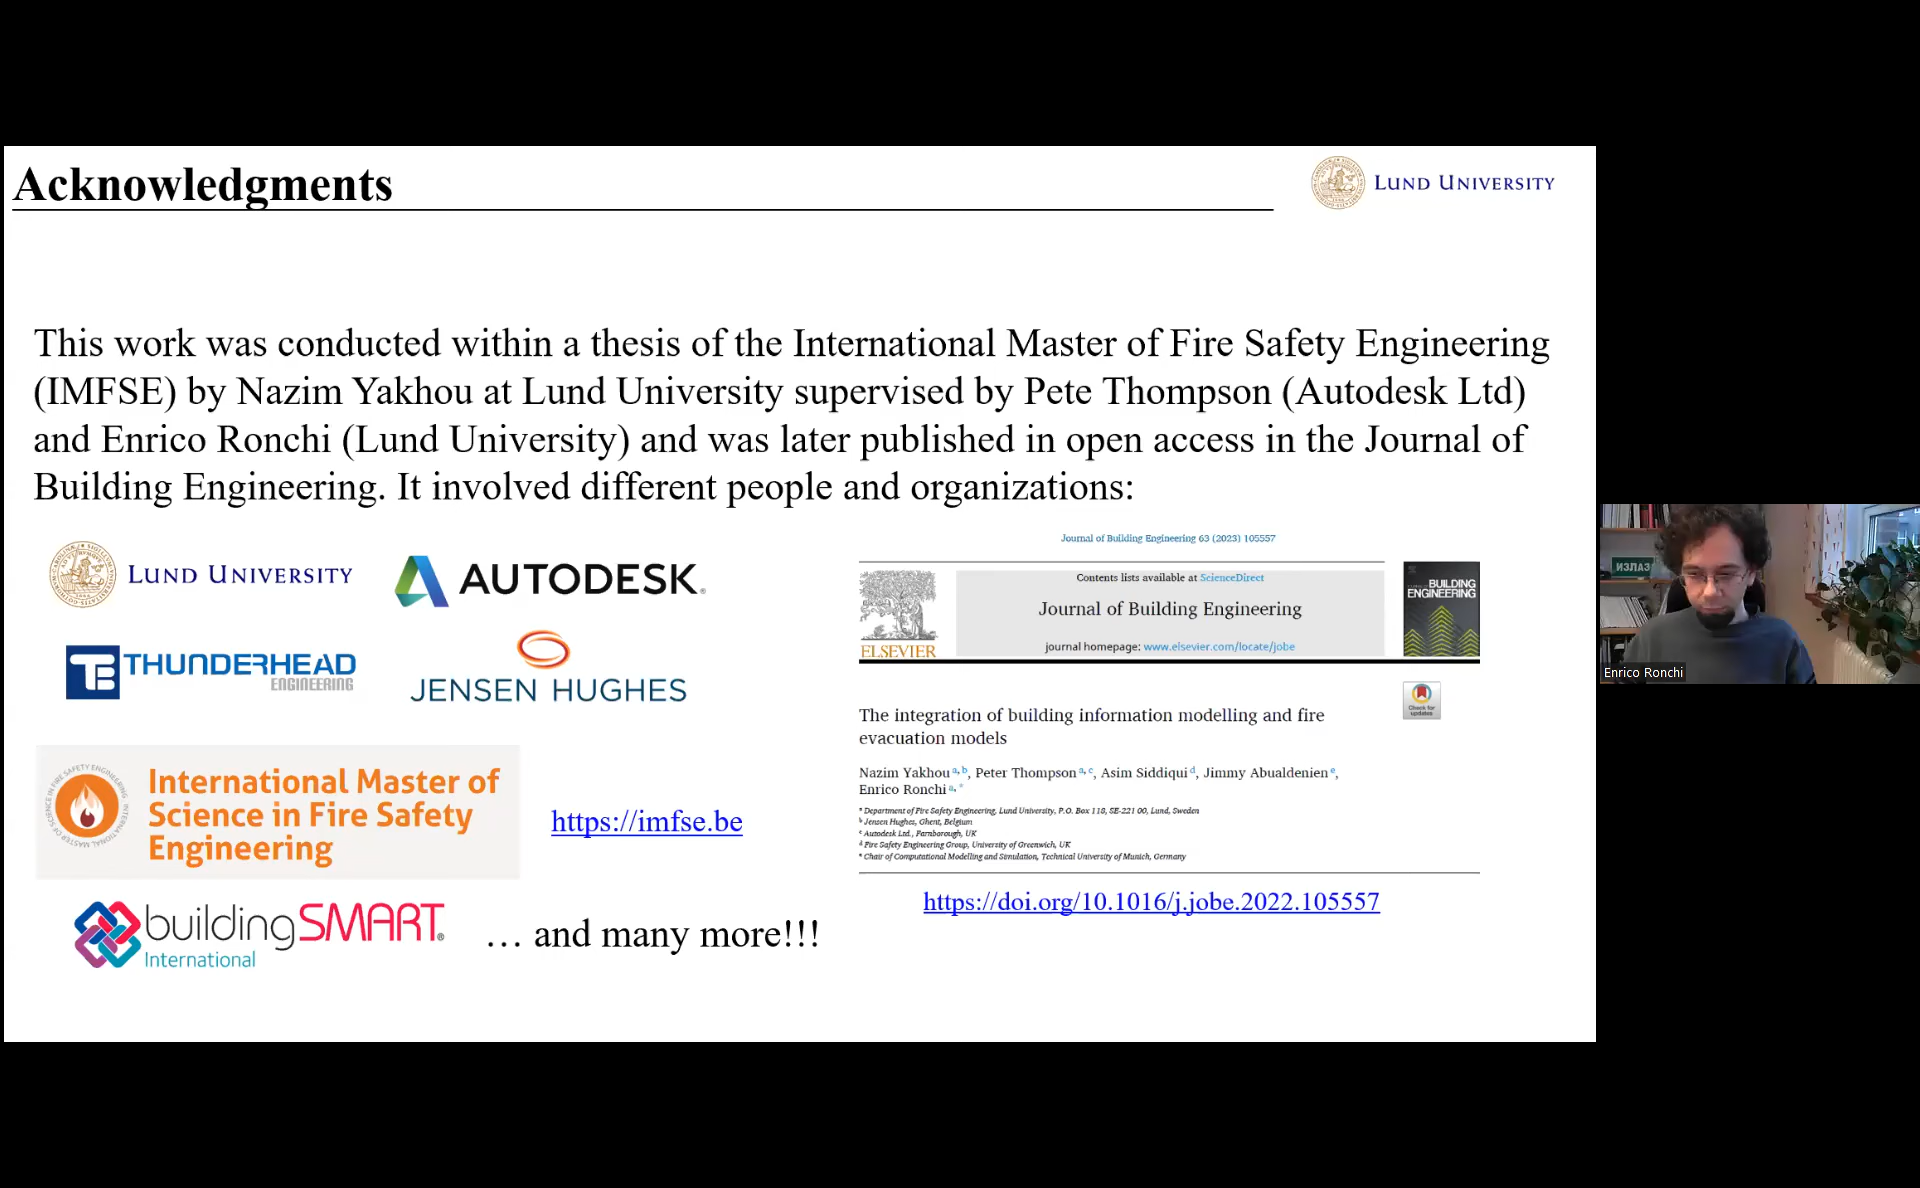 Acknowledgments
LUND UNIVERSITY
This work was conducted within a thesis of the International Master of Fire Safety Engineering
(IMFSE) by Nazim Yakhou at Lund University supervised by Pete Thompson (Autodesk Ltd)
and Enrico Ronchi (Lund University) and was later published in open access in the Journal of
Building Engineering. It involved different people and organizations:
LUND UNIVERSITY
AUTODESK.
THUNDERHEAD
ENGINEERING
JENSEN HUGHES
International Master of
Science in Fire Safety
Engineering
https://imfse.be
buildingSMART®
International
… and many more!!!
Journal of Building Engineering 63 (2023) 105557
Contents lists available at ScienceDirect
Journal of Building Engineering
journal homepage: www.elsevier.com/locate/jobe
ELSEVIER
BUILDING
ENGINEERING
Check for
updates
The integration of building information modelling and fire
evacuation models
Nazim Yakhou a, b, Peter Thompson a, c, Asim Siddiqui d, Jimmy Abualdenien e,
Enrico Ronchi a, *
a Department of Fire Safety Engineering, Lund University, P.O. Box 118, SE-221 00, Lund, Sweden
b Jensen Hughes, Ghent, Belgium
c Autodesk Ltd., Farnborough, UK
d Fire Safety Engineering Group, University of Greenwich, UK
e Chair of Computational Modelling and Simulation, Technical University of Munich, Germany
https://doi.org/10.1016/j.jobe.2022.105557
ИЗЛАЗ
Enrico Ronchi